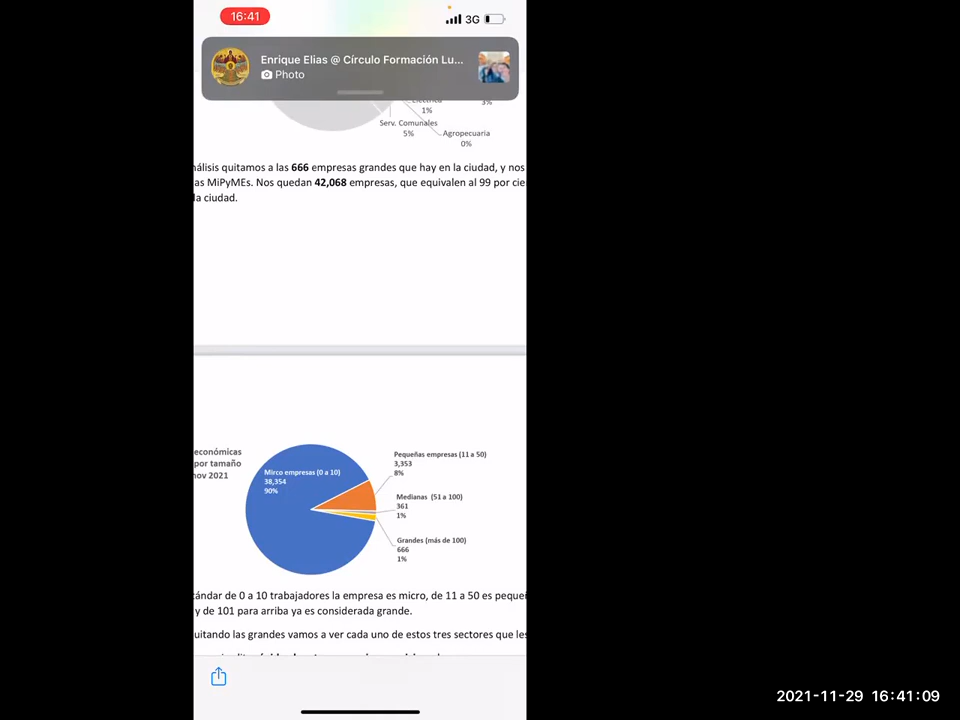 16:41
3G
Enrique Elias @ Círculo Formación Lu...
Photo
Eléctrica
1%
3%
Serv. Comunales
5%
Agropecuaria
0%
nálisis quitamos a las 666 empresas grandes que hay en la ciudad, y nos
as MiPyMEs. Nos quedan 42,068 empresas, que equivalen al 99 por cie
la ciudad.
económicas
por tamaño
nov 2021
Mirco empresas (0 a 10)
38,354
90%
Pequeñas empresas (11 a 50)
3,353
8%
Medianas (51 a 100)
361
1%
Grandes (más de 100)
666
1%
tándar de 0 a 10 trabajadores la empresa es micro, de 11 a 50 es peque
y de 101 para arriba ya es considerada grande.
uitando las grandes vamos a ver cada uno de estos tres sectores que les
2021-11-29 16:41:09